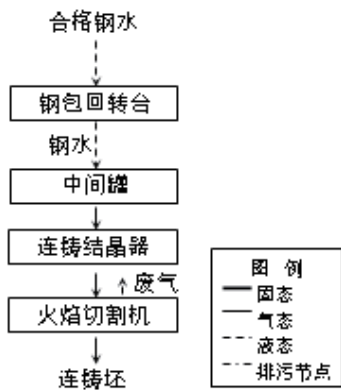 合格钢水
钢包回转台
钢水
中间罐
连铸结晶器
废气
火焰切割机
连铸坯
图 例
固态
气态
液态
排污节点